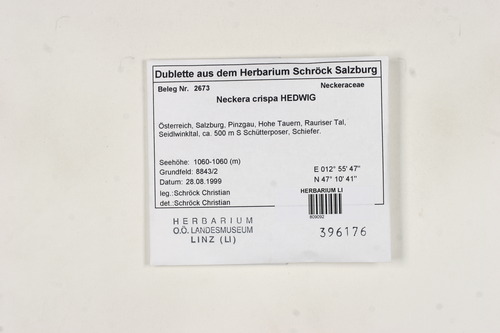 Dublette aus dem Herbarium Schröck Salzburg
Beleg Nr. 2673 Neckeraceae
Neckera crispa HEDWIG
Österreich, Salzburg, Pinzgau, Hohe Tauern, Rauriser Tal,
Seidlwinkltal, ca. 500 m S Schütterposer, Schiefer.
Seehöhe: 1060-1060 (m) E 012° 55' 47"
Grundfeld: 8843/2 N 47° 10' 41"
Datum: 28.08.1999
leg.:Schröck Christian
det.:Schröck Christian
HERBARIUM LI
809092
HERBARIUM
O.Ö. LANDESMUSEUM
LINZ (LI)
396176